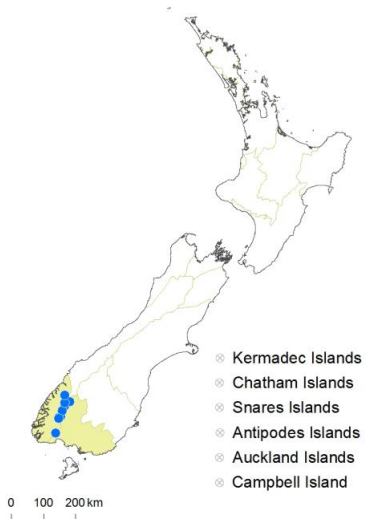 Kermadec Islands
Chatham Islands
Snares Islands
Antipodes Islands
Auckland Islands
Campbell Island
0 100 200 km